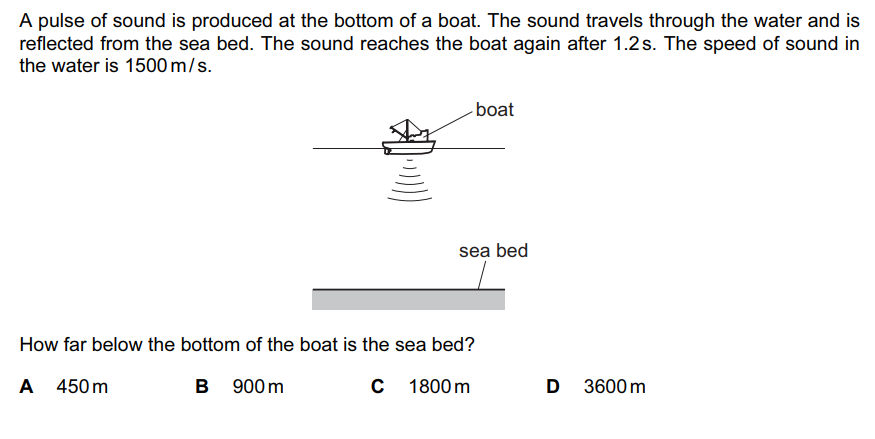 A pulse of sound is produced at the bottom of a boat. The sound travels through the water and is
reflected from the sea bed. The sound reaches the boat again after 1.2 s. The speed of sound in
the water is 1500 m / s.
boat
sea bed
How far below the bottom of the boat is the sea bed?
A 450 m B 900 m C 1800 m D 3600 m